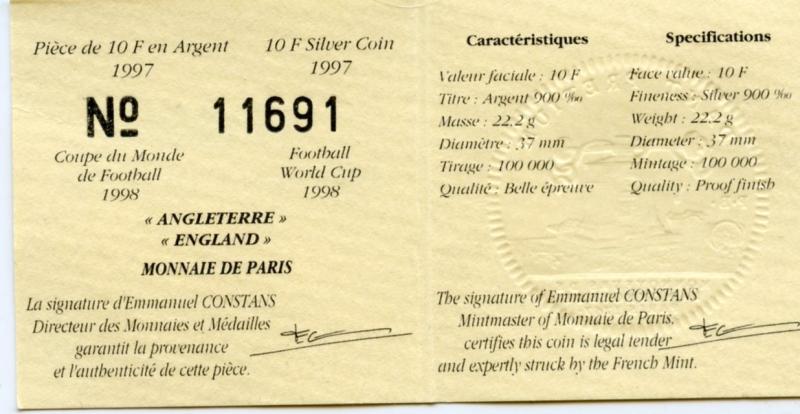 Pièce de 10 F en Argent
1997
10 F Silver Coin
1997
Nº 11691
Coupe du Monde
de Football
1998
Football
World Cup
1998
« ANGLETERRE »
« ENGLAND »
MONNAIE DE PARIS
La signature d'Emmanuel CONSTANS
Directeur des Monnaies et Médailles
garantit la provenance
et l'authenticité de cette pièce.
Caractéristiques
Valeur faciale : 10 F
Titre : Argent 900 ‰
Masse : 22.2 g
Diamètre : 37 mm
Tirage : 100 000
Qualité : Belle épreuve
Specifications
Face value : 10 F
Fineness : Silver 900 ‰
Weight : 22.2 g
Diameter : 37 mm
Mintage : 100 000
Quality : Proof finish
The signature of Emmanuel CONSTANS
Mintmaster of Monnaie de Paris,
certifies this coin is legal tender
and expertly struck by the French Mint.